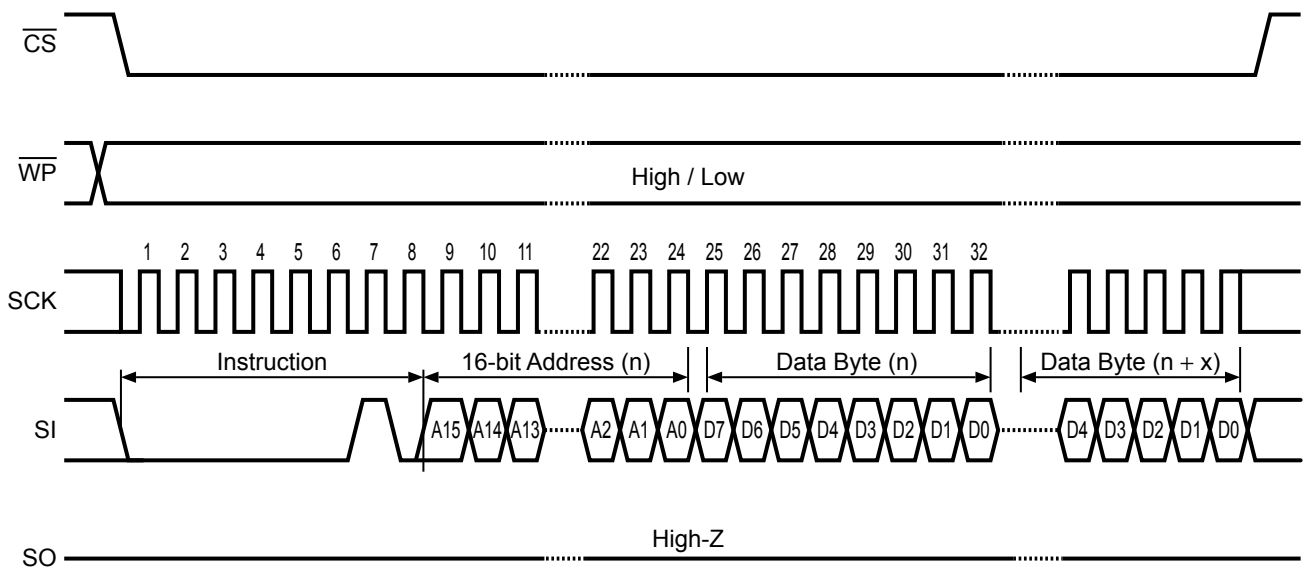 CS
WP
High / Low
1 2 3 4 5 6 7 8 9 10 11 22 23 24 25 26 27 28 29 30 31 32
SCK
Instruction 16-bit Address (n) Data Byte (n) Data Byte (n + x)
SI A15 A14 A13 A2 A1 A0 D7 D6 D5 D4 D3 D2 D1 D0 D4 D3 D2 D1 D0
High-Z
SO